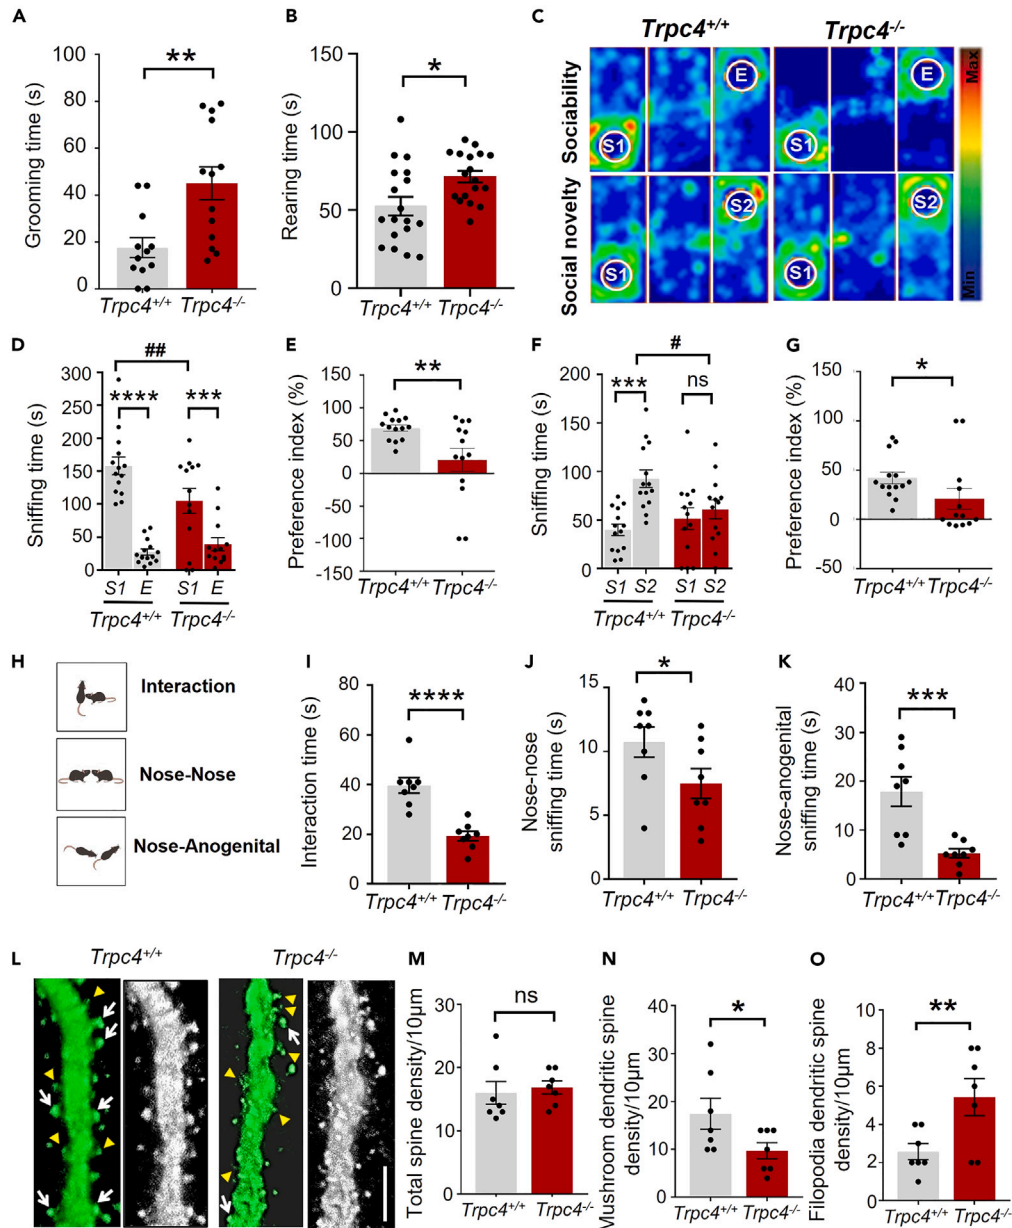 A
Grooming time (s)
100
80
60
40
20
0
**
Trpc4+/+
Trpc4-/-
B
Rearing time (s)
150
100
50
0
*
Trpc4+/+
Trpc4-/-
C
Trpc4+/+
Trpc4-/-
Sociability
Social novelty
E
S1
E
S1
S2
S1
S2
S1
Max
Min
D
Sniffing time (s)
300
250
200
150
100
50
0
##
****
***
S1 E S1 E
Trpc4+/+
Trpc4-/-
E
Preference index (%)
150
100
50
0
-50
-100
-150
**
Trpc4+/+
Trpc4-/-
F
Sniffing time (s)
200
150
100
50
0
#
***
ns
S1 S2 S1 S2
Trpc4+/+
Trpc4-/-
G
Preference index (%)
150
100
50
0
-50
*
Trpc4+/+
Trpc4-/-
H
Interaction
Nose-Nose
Nose-Anogenital
I
Interaction time (s)
60
40
20
0
****
Trpc4+/+
Trpc4-/-
J
Nose-nose
sniffing time (s)
15
10
5
0
*
Trpc4+/+
Trpc4-/-
K
Nose-anogenital
sniffing time (s)
40
30
20
10
0
***
Trpc4+/+
Trpc4-/-
L
Trpc4+/+
Trpc4-/-
M
Total spine density/10µm
30
20
10
0
ns
Trpc4+/+
Trpc4-/-
N
Mushroom dendritic spine
density/10µm
40
30
20
10
0
*
Trpc4+/+
Trpc4-/-
O
Filopodia dendritic spine
density/10µm
8
6
4
2
0
**
Trpc4+/+
Trpc4-/-